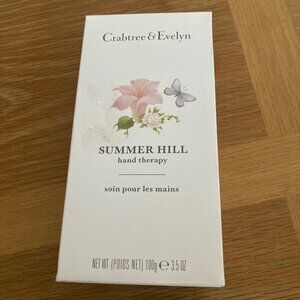 Crabtree & Evelyn
SUMMER HILL
hand therapy
soin pour les mains
NET WT (POIDS NET) 100g ℮ 3.5 OZ